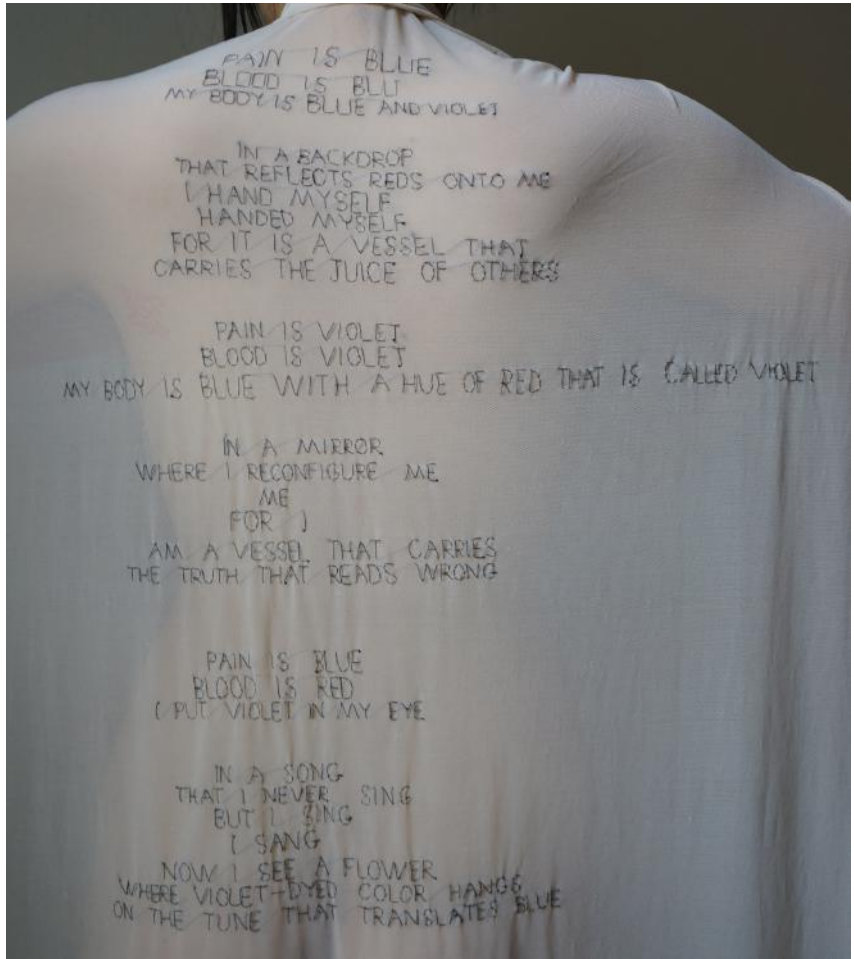 PAIN IS BLUE
BLOOD IS BLU
MY BODY IS BLUE AND VIOLET
IN A BACKDROP
THAT REFLECTS REDS ONTO ME
I HAND MYSELF
HANDED MYSELF
FOR IT IS A VESSEL THAT
CARRIES THE JUICE OF OTHERS
PAIN IS VIOLET
BLOOD IS VIOLET
MY BODY IS BLUE WITH A HUE OF RED THAT IS CALLED VIOLET
IN A MIRROR
WHERE I RECONFIGURE ME
ME
FOR I
AM A VESSEL THAT CARRIES
THE TRUTH THAT READS WRONG
PAIN IS BLUE
BLOOD IS RED
I PUT VIOLET IN MY EYE
IN A SONG
THAT I NEVER SING
BUT I SING
I SANG
NOW I SEE A FLOWER
WHERE VIOLET-DYED COLOR HANGS
ON THE TUNE THAT TRANSLATES BLUE